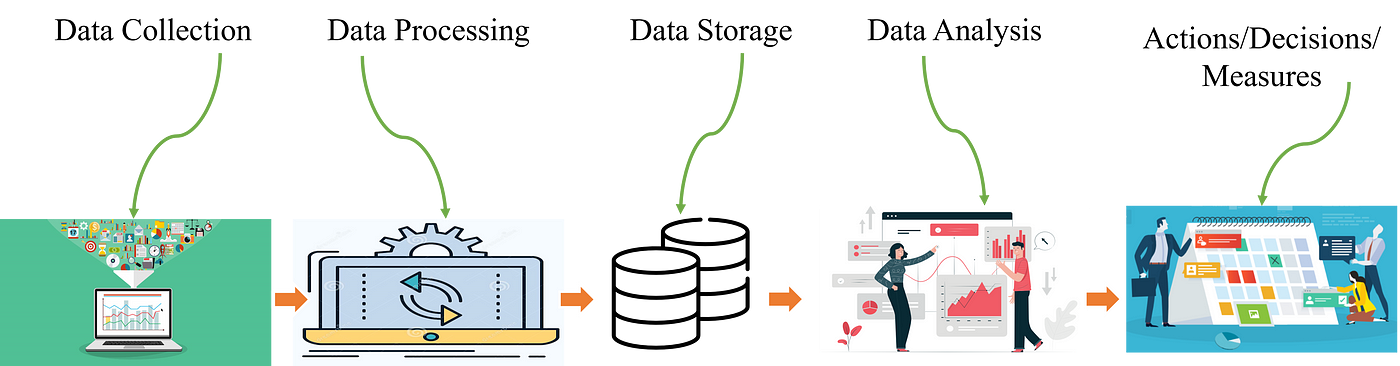 Data Collection
Data Processing
Data Storage
Data Analysis
Actions/Decisions/
Measures